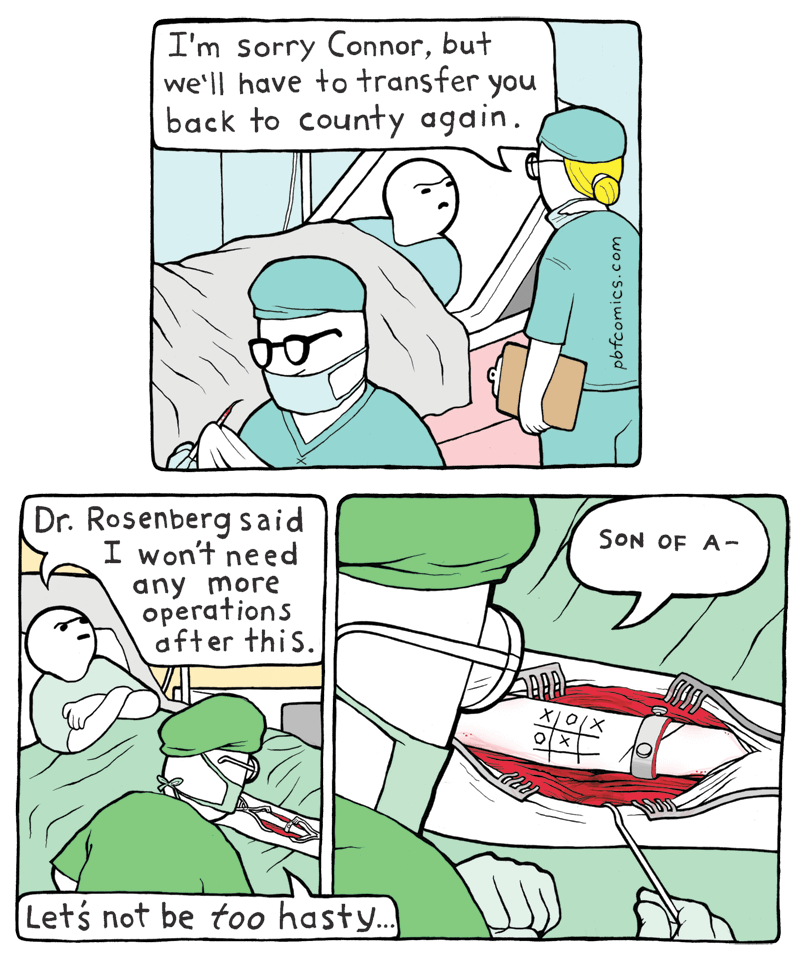 I'm sorry Connor, but
we'll have to transfer you
back to county again.
pbfcomics.com
Dr. Rosenberg said
I won't need
any more
operations
after this.
Let's not be too hasty...
SON OF A-
X O X
O X